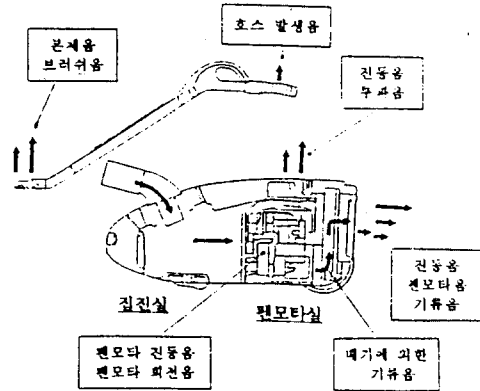 본체음
브러쉬음
호스 발생음
진동음
투과음
집진실
팬모타실
진동음
팬모타음
기류음
팬모타 진동음
팬모타 회전음
배기에 의한
기류음